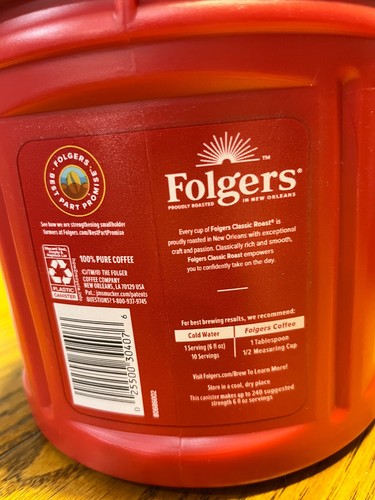 FOLGERS
BEST PART PROMISE
See how we are strengthening smallholder
farmers at Folgers.com/BestPartPromise
PLASTIC
CANISTER
100% PURE COFFEE
©/TM/® THE FOLGER
COFFEE COMPANY
NEW ORLEANS, LA 70129 USA
Pat.: jmsmucker.com/patents
QUESTIONS? 1-800-937-9745
0 25500 30407 6
Folgers®
™
PROUDLY ROASTED IN NEW ORLEANS
Every cup of Folgers Classic Roast® is
proudly roasted in New Orleans with exceptional
craft and passion. Classically rich and smooth,
Folgers Classic Roast empowers
you to confidently take on the day.
For best brewing results, we recommend:
Cold Water Folgers Coffee
1 Serving (6 fl oz) 1 Tablespoon
10 Servings 1/2 Measuring Cup
Visit Folgers.com/Brew To Learn More!
Store in a cool, dry place
This canister makes up to 240 suggested
strength 6 fl oz servings